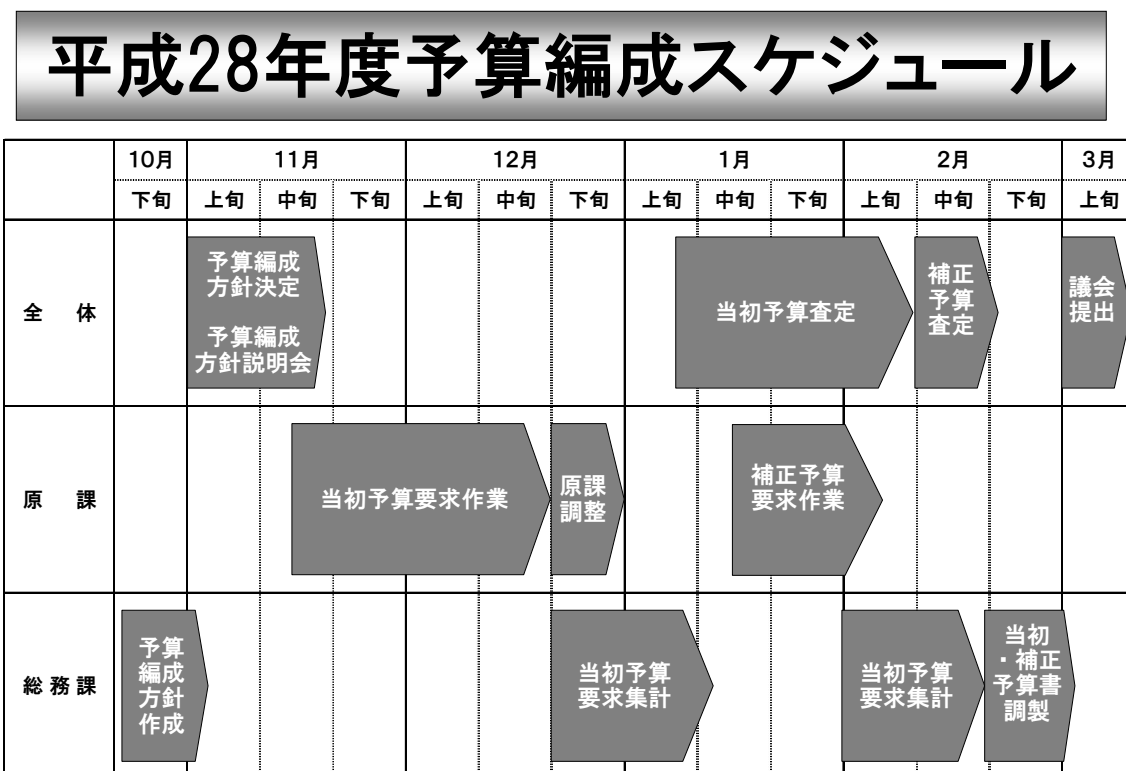 平成28年度予算編成スケジュール
10月 11月 12月 1月 2月 3月
下旬 上旬 中旬 下旬 上旬 中旬 下旬 上旬 中旬 下旬 上旬 中旬 下旬 上旬
全 体
予算編成
方針決定
予算編成
方針説明会
当初予算査定
補正
予算
査定
議会
提出
原 課
当初予算要求作業
原課
調整
補正予算
要求作業
総務課
予算
編成
方針
作成
当初予算
要求集計
当初予算
要求集計
当初
・補正
予算書
調製